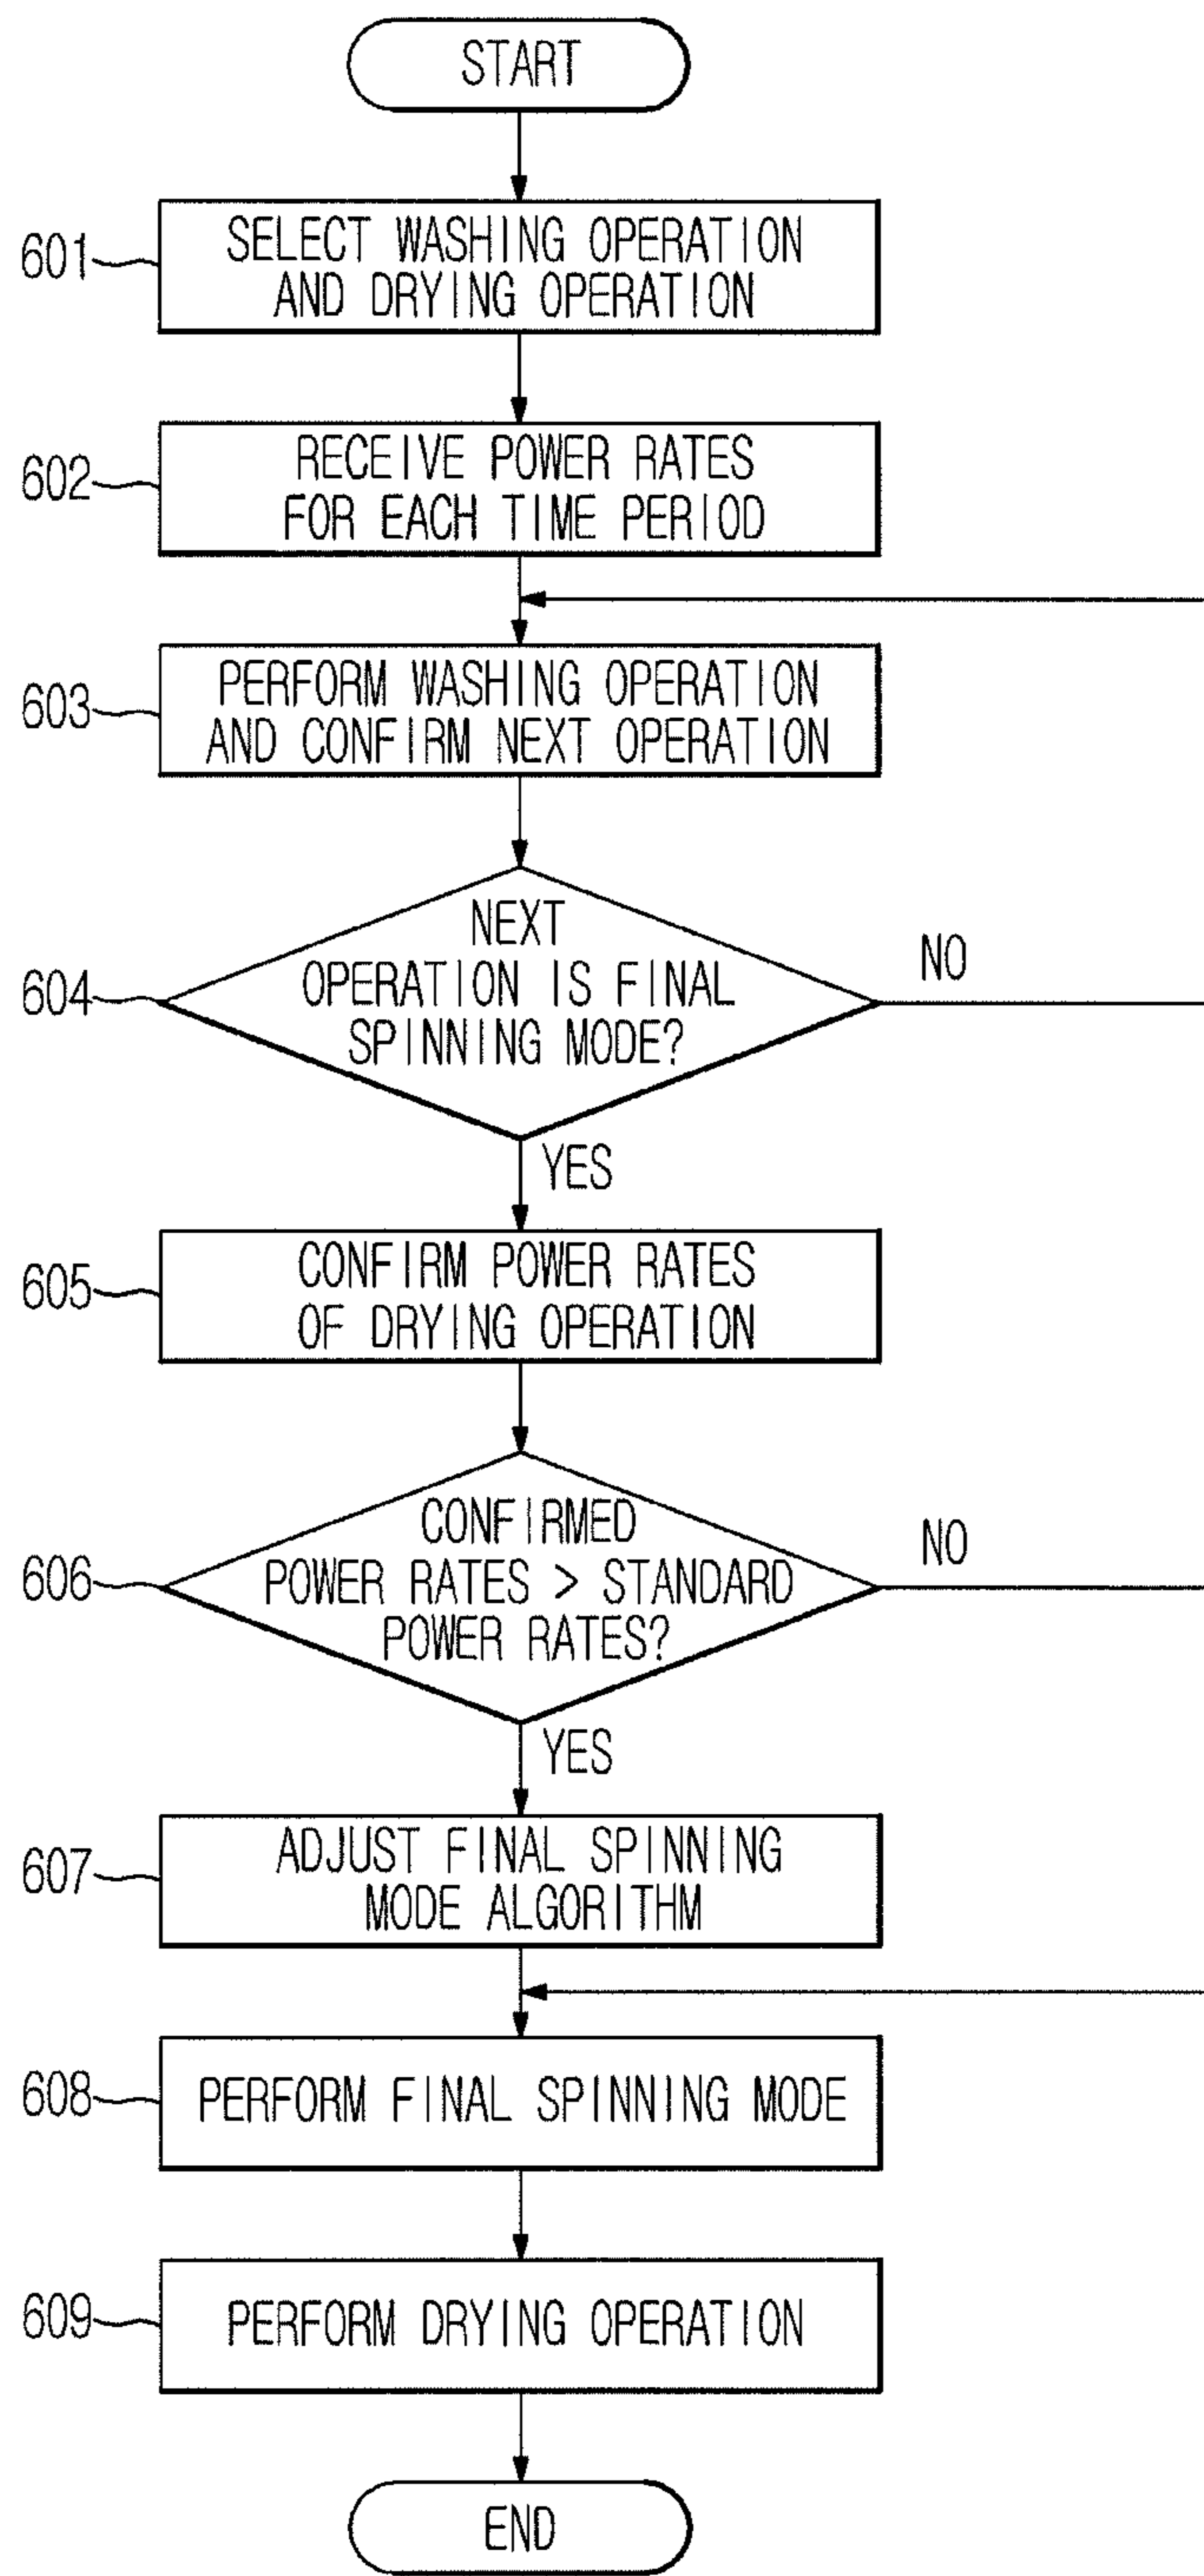 START
601
SELECT WASHING OPERATION
AND DRYING OPERATION
602
RECEIVE POWER RATES
FOR EACH TIME PERIOD
603
PERFORM WASHING OPERATION
AND CONFIRM NEXT OPERATION
604
NEXT
OPERATION IS FINAL
SPINNING MODE?
NO
YES
605
CONFIRM POWER RATES
OF DRYING OPERATION
606
CONFIRMED
POWER RATES > STANDARD
POWER RATES?
NO
YES
607
ADJUST FINAL SPINNING
MODE ALGORITHM
608
PERFORM FINAL SPINNING MODE
609
PERFORM DRYING OPERATION
END